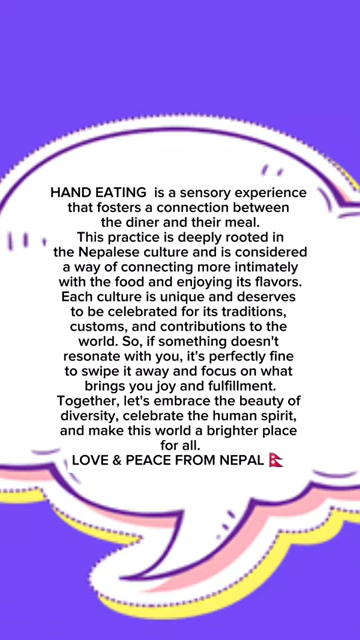 HAND EATING is a sensory experience
that fosters a connection between
the diner and their meal.
This practice is deeply rooted in
the Nepalese culture and is considered
a way of connecting more intimately
with the food and enjoying its flavors.
Each culture is unique and deserves
to be celebrated for its traditions,
customs, and contributions to the
world. So, if something doesn't
resonate with you, it's perfectly fine
to swipe it away and focus on what
brings you joy and fulfillment.
Together, let's embrace the beauty of
diversity, celebrate the human spirit,
and make this world a brighter place
for all.
LOVE & PEACE FROM NEPAL 🇳🇵